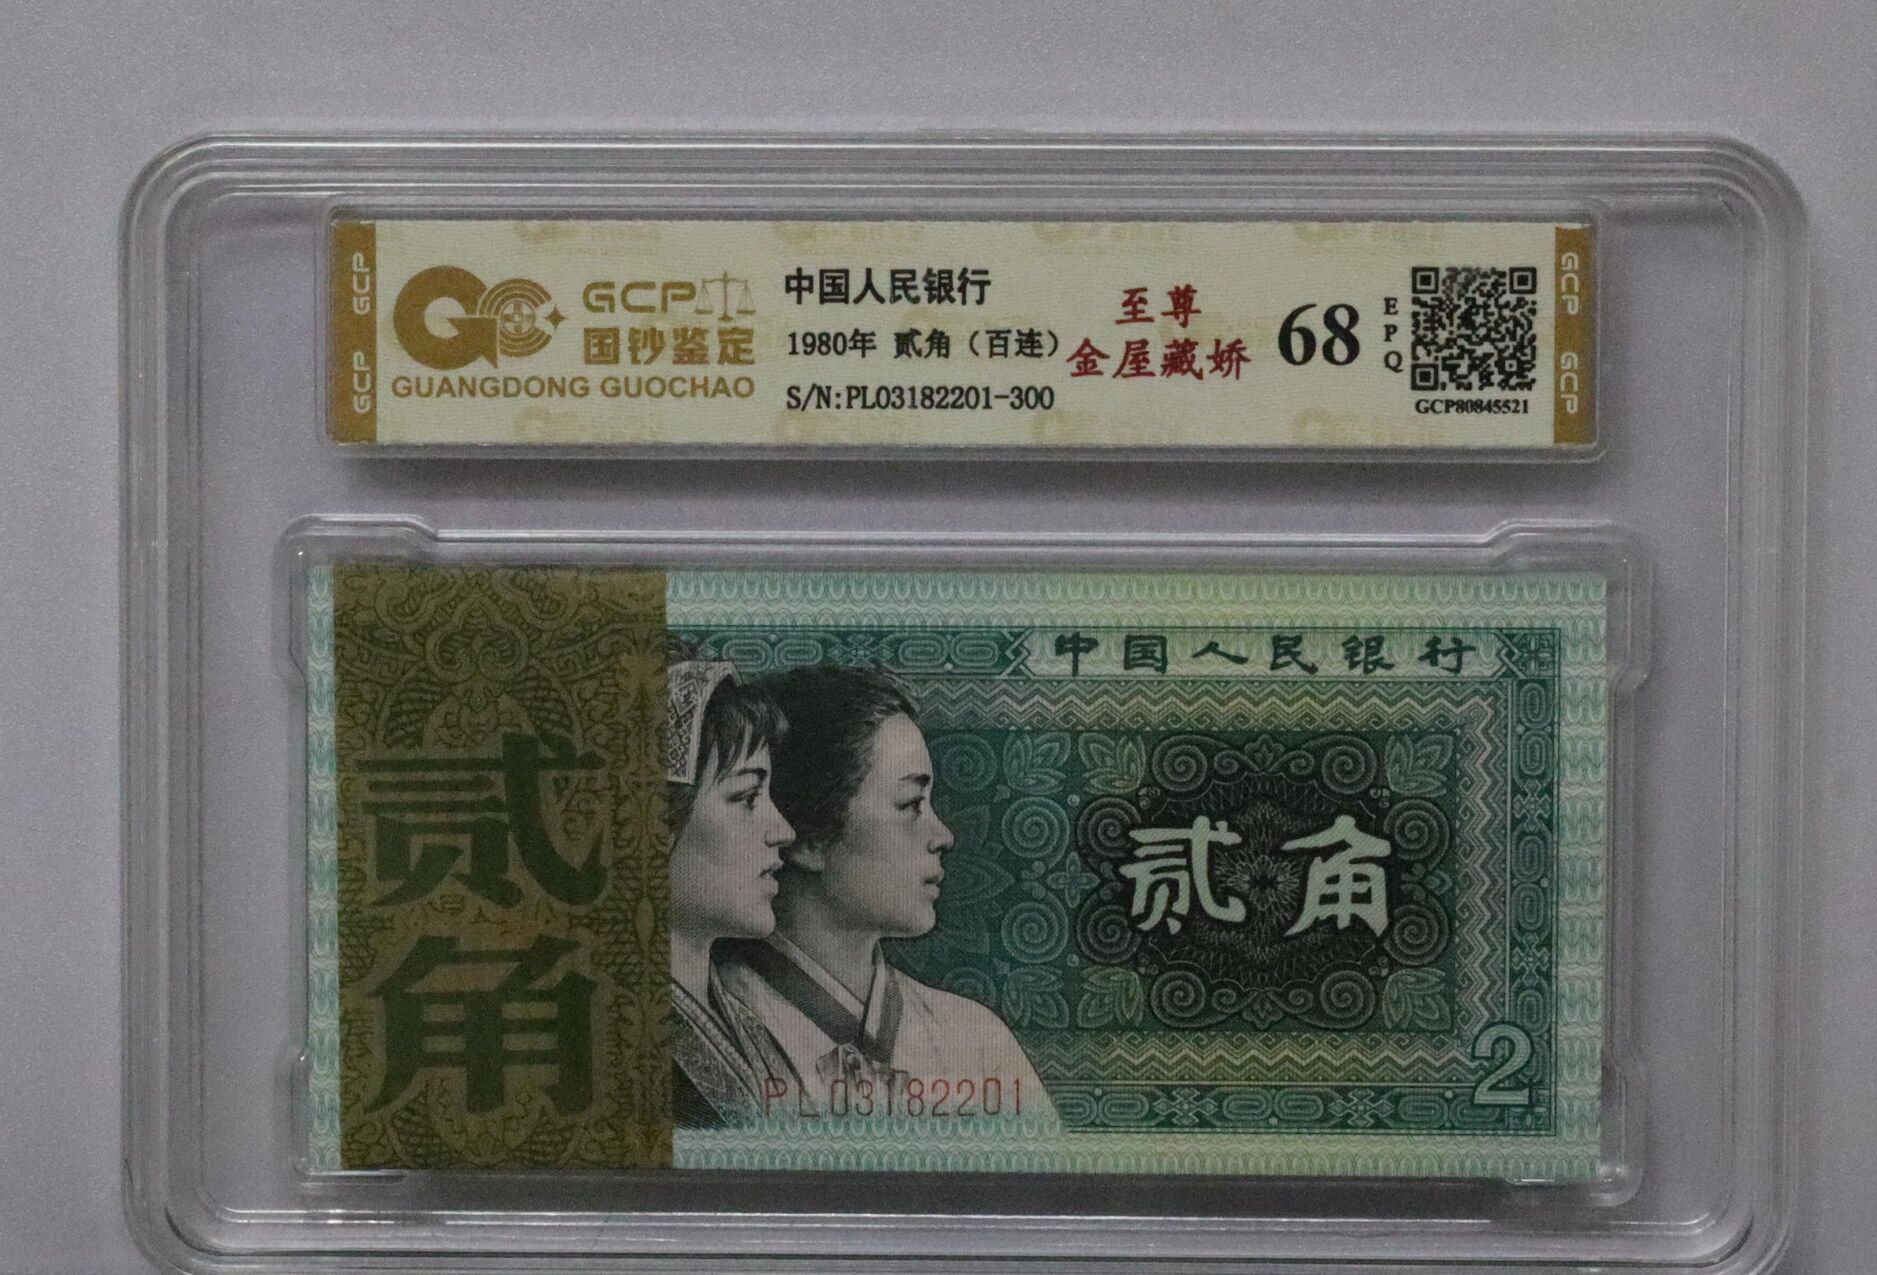 GCP
GCP
GCP
国钞鉴定
GUANGDONG GUOCHAO
中国人民银行
1980年 贰角（百连）
S/N:PL03182201-300
至尊
金屋藏娇
68
EPQ
GCP80845521
GCP
GCP
贰角
中国人民银行
贰角
PL03182201
2